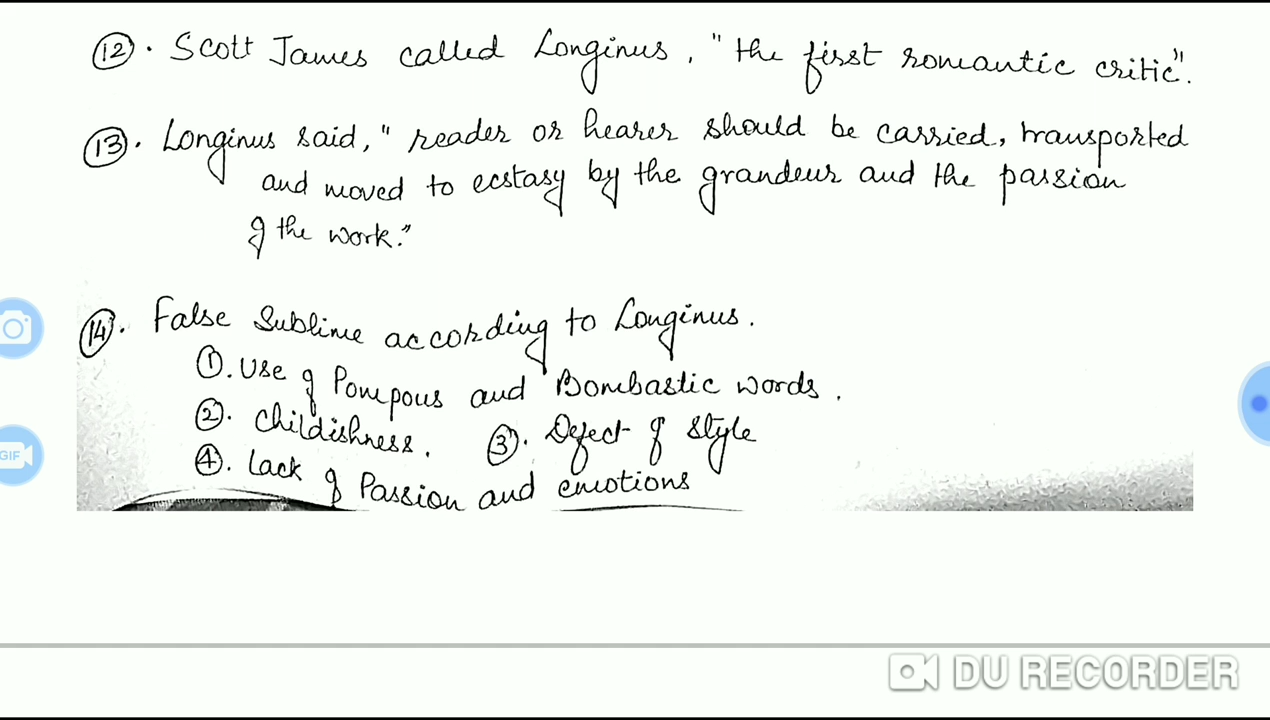 12. Scott James called Longinus, "the first romantic critic".
13. Longinus said, "reader or hearer should be carried, transported
and moved to ecstasy by the grandeur and the passion
of the work."
14. False Sublime according to Longinus.
1. Use of Pompous and Bombastic words.
2. Childishness. 3. Defect of style
4. Lack of Passion and emotions
GIF
DU RECORDER